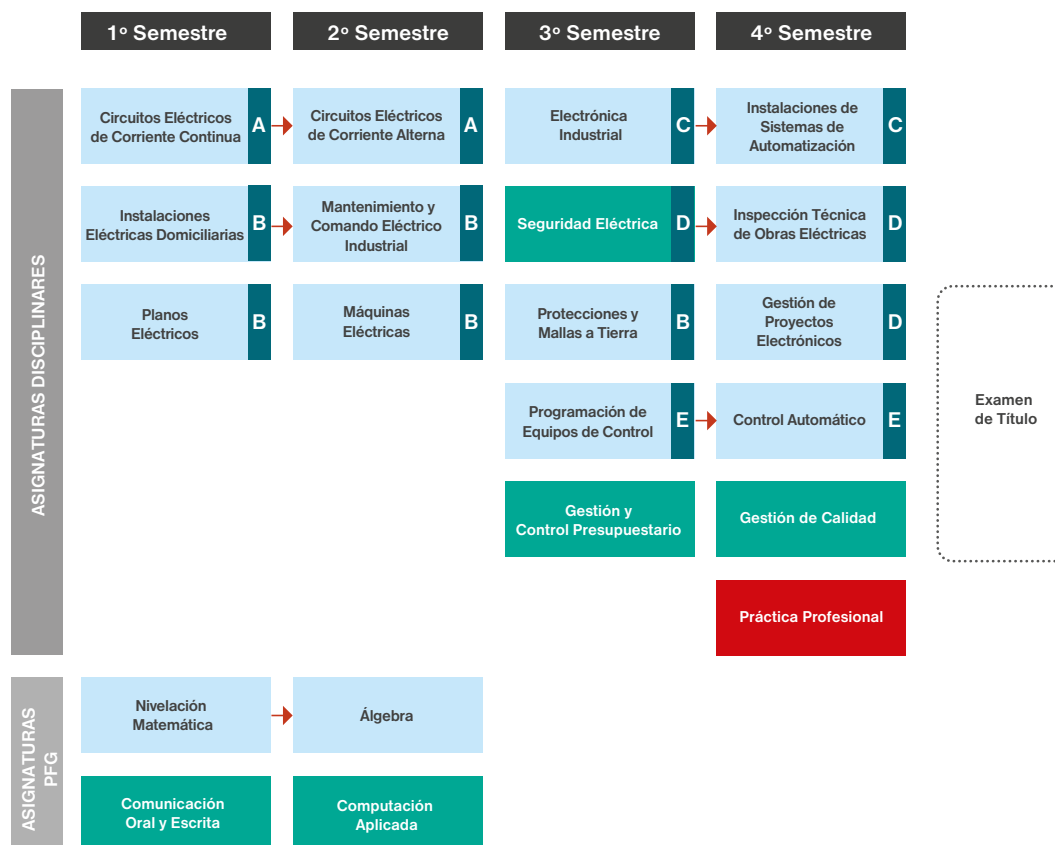 1º Semestre
2º Semestre
3º Semestre
4º Semestre
ASIGNATURAS DISCIPLINARES
Circuitos Eléctricos
de Corriente Continua
A
Circuitos Eléctricos
de Corriente Alterna
A
Electrónica
Industrial
C
Instalaciones de
Sistemas de
Automatización
C
Instalaciones
Eléctricas Domiciliarias
B
Mantenimiento y
Comando Eléctrico
Industrial
B
Seguridad Eléctrica
D
Inspección Técnica
de Obras Eléctricas
D
Planos
Eléctricos
B
Máquinas
Eléctricas
B
Protecciones y
Mallas a Tierra
B
Gestión de
Proyectos
Electrónicos
D
Programación de
Equipos de Control
E
Control Automático
E
Examen
de Título
Gestión y
Control Presupuestario
Gestión de Calidad
Práctica Profesional
ASIGNATURAS
PFG
Nivelación
Matemática
Álgebra
Comunicación
Oral y Escrita
Computación
Aplicada